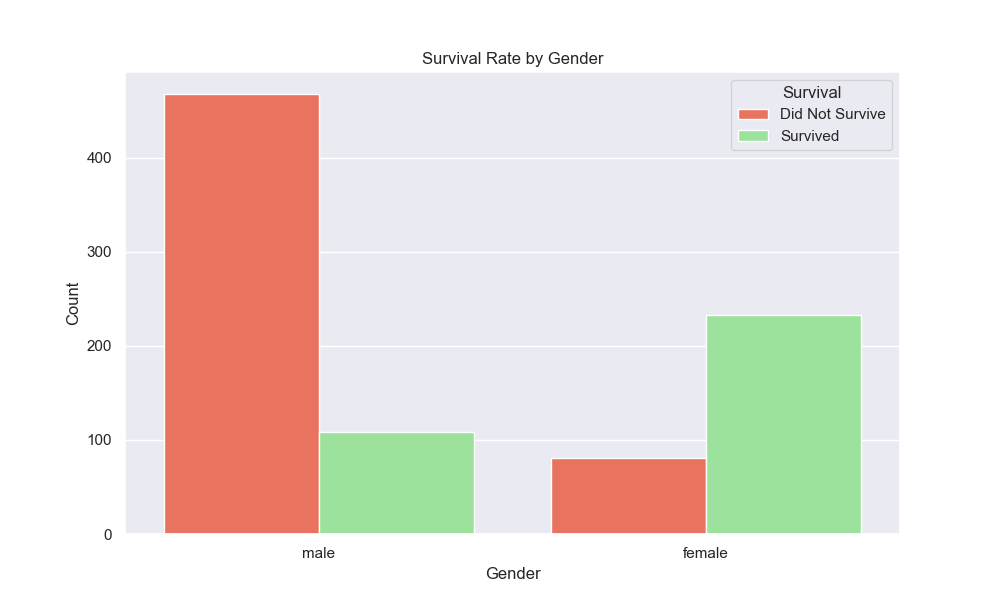 Survival Rate by Gender
Survival
Did Not Survive
Survived
400
300
200
100
0
Count
male
female
Gender